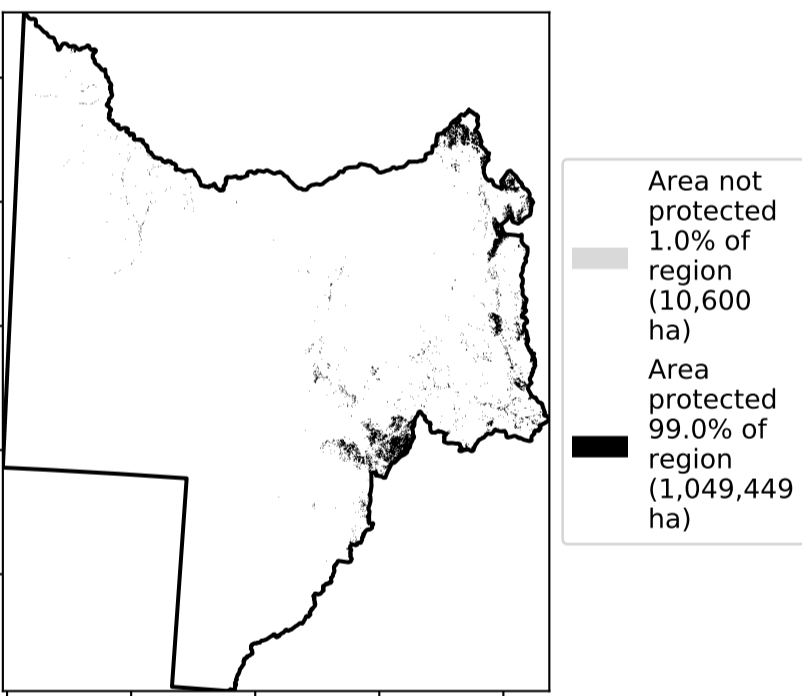 Area not
protected
1.0% of
region
(10,600
ha)
Area
protected
99.0% of
region
(1,049,449
ha)